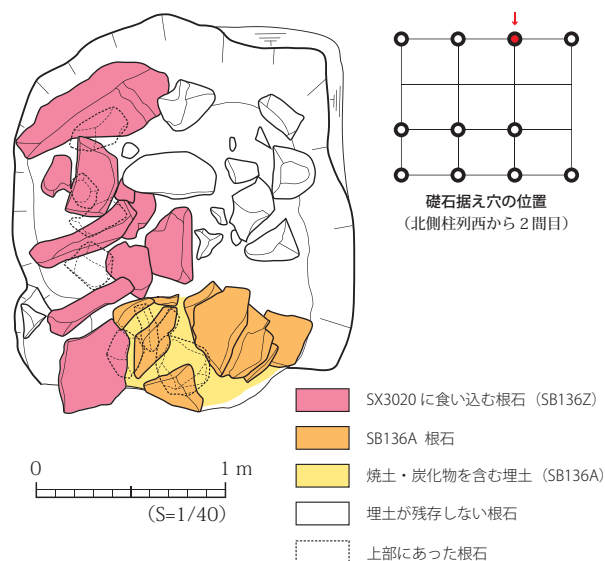 礎石据え穴の位置
（北側柱列西から２間目）
SX3020 に食い込む根石（SB136Z）
SB136A 根石
焼土・炭化物を含む埋土（SB136A）
埋土が残存しない根石
上部にあった根石
0 1 m
（S=1/40）